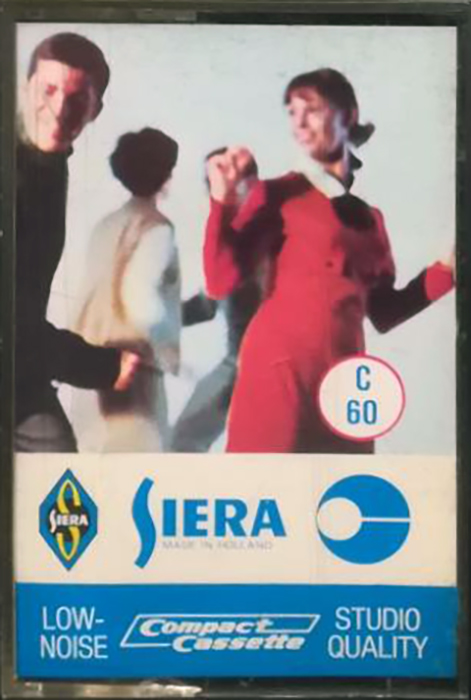 C
60
SIERA
SIERA
MADE IN HOLLAND
LOW-
NOISE
Compact
Cassette
STUDIO
QUALITY